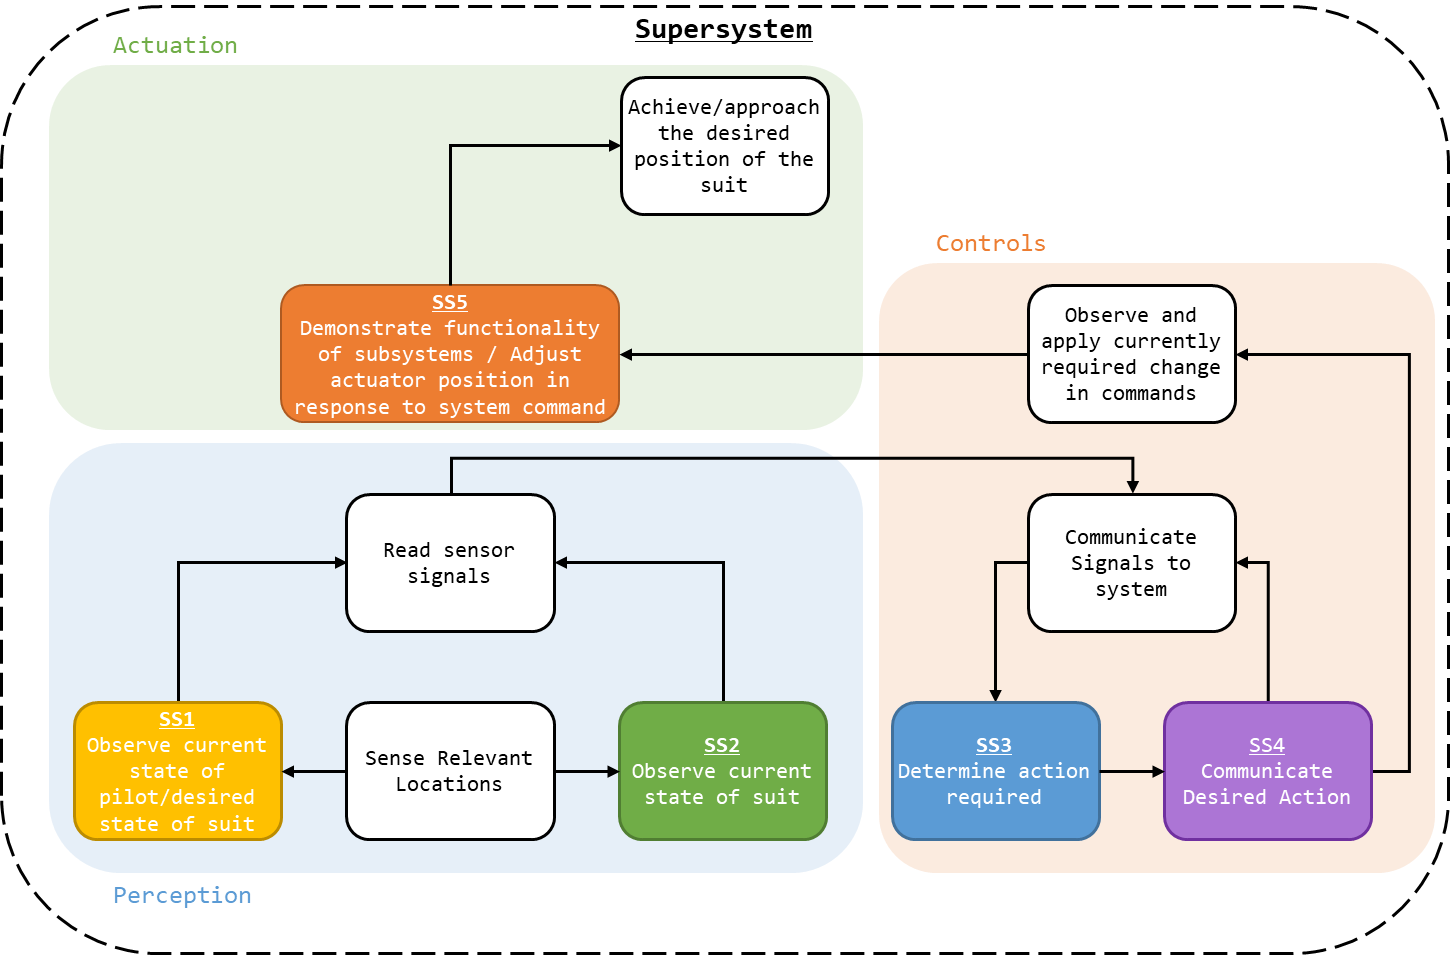 Supersystem
Actuation
Achieve/approach
the desired
position of the
suit
Controls
SS5
Demonstrate functionality
of subsystems / Adjust
actuator position in
response to system command
Observe and
apply currently
required change
in commands
Read sensor
signals
Communicate
Signals to
system
SS1
Observe current
state of
pilot/desired
state of suit
Sense Relevant
Locations
SS2
Observe current
state of suit
SS3
Determine action
required
SS4
Communicate
Desired Action
Perception